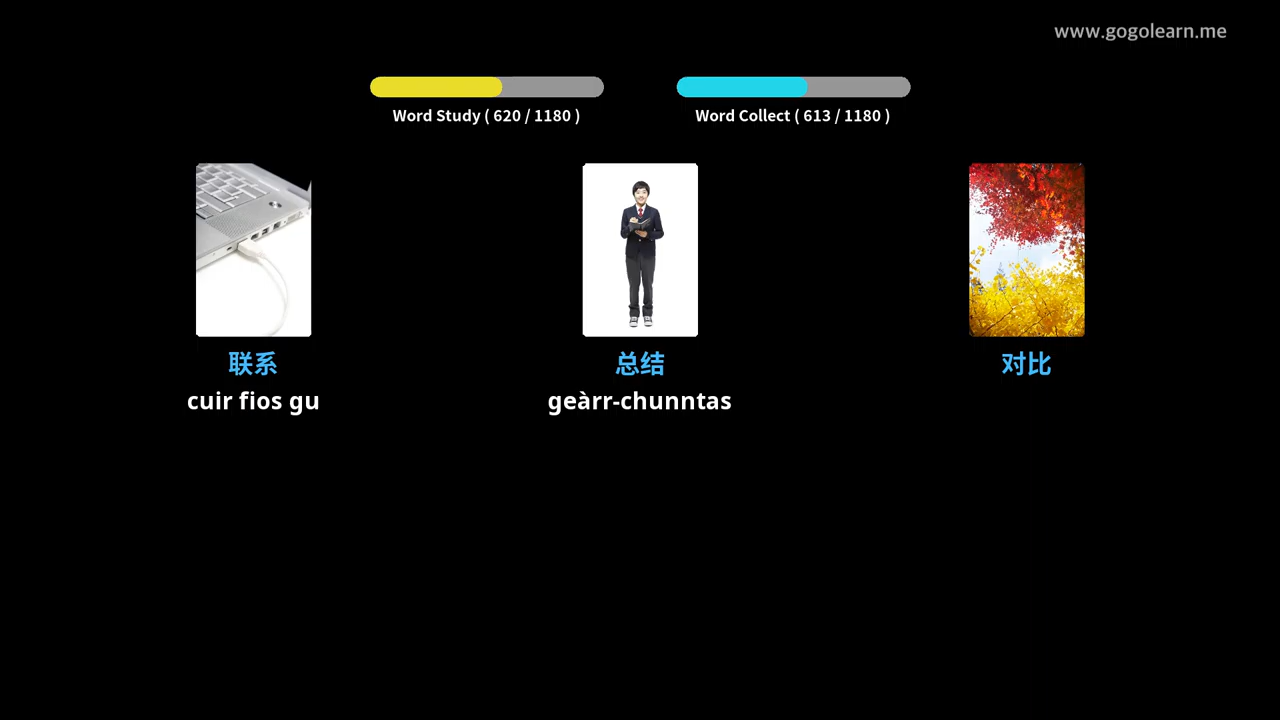 www.gogolearn.me
Word Study ( 620 / 1180 )
Word Collect ( 613 / 1180 )
联系
总结
对比
cuir fios gu
geàrr-chunntas